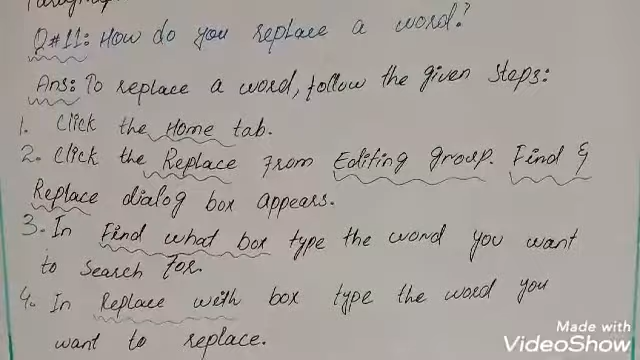 Q#11: How do you replace a word?
Ans: To replace a word, follow the given steps:
1. Click the Home tab.
2. Click the Replace from Editing group. Find &
Replace dialog box appears.
3. In Find what box type the word you want
to search for.
4. In Replace with box type the word you
want to replace.
Made with
VideoShow